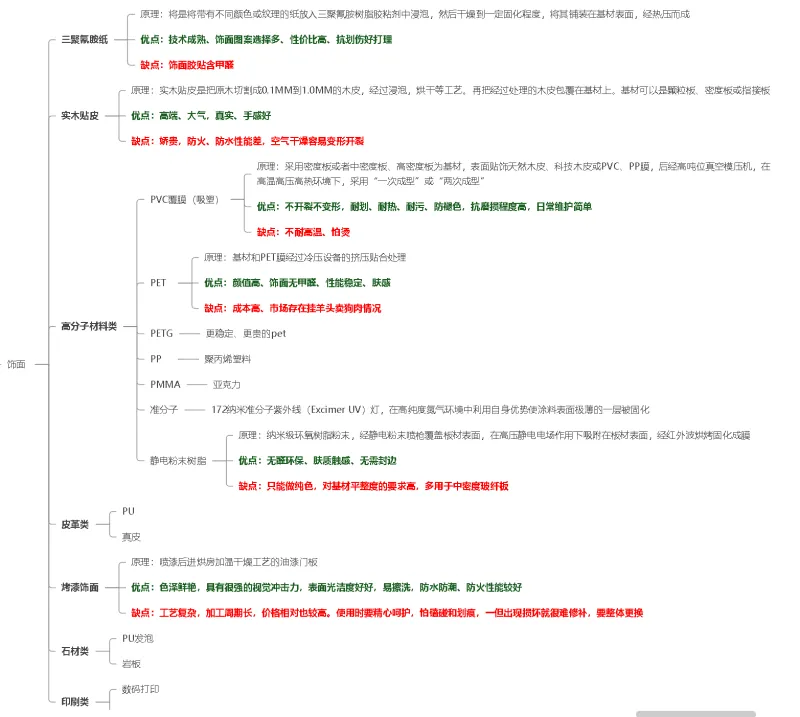 饰面
三聚氰胺纸
原理：将是将带有不同颜色或纹理的纸放入三聚氰胺树脂胶粘剂中浸泡，然后干燥到一定固化程度，将其铺装在基材表面，经热压而成
优点：技术成熟、饰面图案选择多、性价比高、抗划伤好打理
缺点：饰面胶贴含甲醛
实木贴皮
原理：实木贴皮是把原木切割成0.1MM到1.0MM的木皮，经过浸泡，烘干等工艺。再把经过处理的木皮包覆在基材上。基材可以是颗粒板、密度板或指接板
优点：高端、大气，真实、手感好
缺点：娇贵，防火、防水性能差，空气干燥容易变形开裂
高分子材料类
PVC覆膜（吸塑）
原理：采用密度板或者中密度板、高密度板为基材，表面贴饰天然木皮、科技木皮或PVC、PP膜，后经高吨位真空模压机，在
高温高压高热环境下，采用“一次成型”或“两次成型”
优点：不开裂不变形，耐划、耐热、耐污、防褪色，抗磨损程度高，日常维护简单
缺点：不耐高温、怕烫
PET
原理：基材和PET膜经过冷压设备的挤压贴合处理
优点：颜值高、饰面无甲醛、性能稳定、肤感
缺点：成本高、市场存在挂羊头卖狗肉情况
PETG
更稳定、更贵的pet
PP
聚丙烯塑料
PMMA
亚克力
准分子
172纳米准分子紫外线（Excimer UV）灯，在高纯度氮气环境中利用自身优势使涂料表面极薄的一层被固化
静电粉末树脂
原理：纳米级环氧树脂粉末，经静电粉末喷枪覆盖板材表面，在高压静电电场作用下吸附在板材表面，经红外波烘烤固化成膜
优点：无醛环保、肤质触感、无需封边
缺点：只能做纯色，对基材平整度的要求高，多用于中密度玻纤板
皮革类
PU
真皮
烤漆饰面
原理：喷漆后进烘房加温干燥工艺的油漆门板
优点：色泽鲜艳，具有很强的视觉冲击力，表面光洁度好好，易擦洗，防水防潮、防火性能较好
缺点：工艺复杂，加工周期长，价格相对也较高。使用时要精心呵护，怕磕碰和划痕，一但出现损坏就很难修补，要整体更换
石材类
PU发泡
岩板
印刷类
数码打印